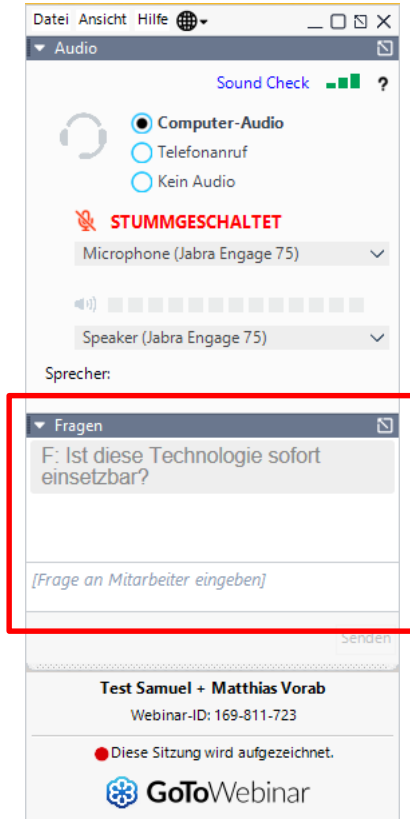 Datei Ansicht Hilfe
Audio
Sound Check ?
Computer-Audio
Telefonanruf
Kein Audio
STUMMGESCHALTET
Microphone (Jabra Engage 75)
Speaker (Jabra Engage 75)
Sprecher:
Fragen
F: Ist diese Technologie sofort
einsetzbar?
[Frage an Mitarbeiter eingeben]
Senden
Test Samuel + Matthias Vorab
Webinar-ID: 169-811-723
Diese Sitzung wird aufgezeichnet.
GoToWebinar